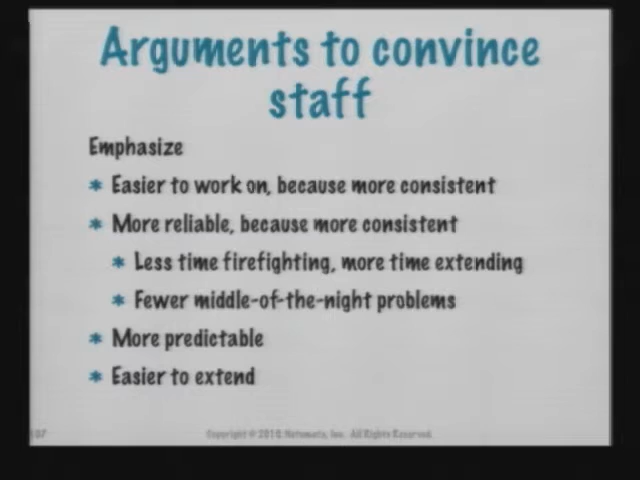 Arguments to convince
staff
Emphasize
* Easier to work on, because more consistent
* More reliable, because more consistent
* Less time firefighting, more time extending
* Fewer middle-of-the-night problems
* More predictable
* Easier to extend
Copyright © 2010 Netomata, Inc. All Rights Reserved.